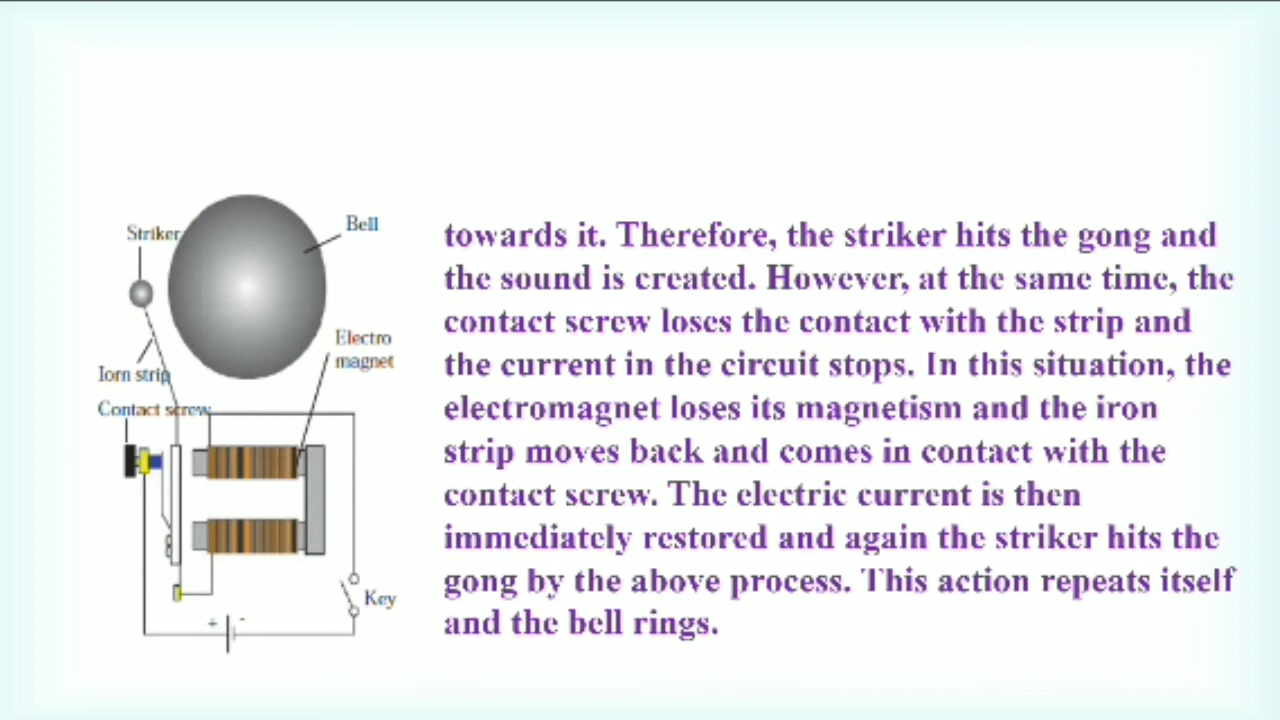 Striker
Bell
Electro
magnet
Iorn strip
Contact screw
Key
+ -
towards it. Therefore, the striker hits the gong and
the sound is created. However, at the same time, the
contact screw loses the contact with the strip and
the current in the circuit stops. In this situation, the
electromagnet loses its magnetism and the iron
strip moves back and comes in contact with the
contact screw. The electric current is then
immediately restored and again the striker hits the
gong by the above process. This action repeats itself
and the bell rings.